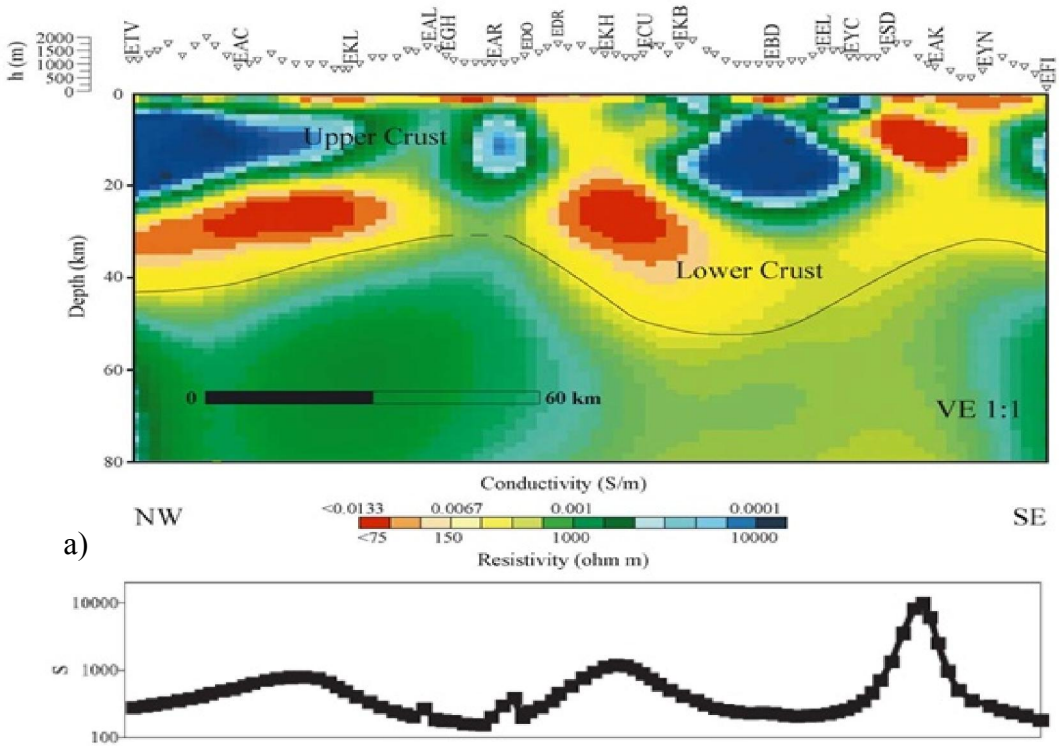 h (m)
2000
1500
1000
500
0
ETV
EAC
EKL
EAL
EGH
EAR
EDO
EDR
EKH
ECU
EKB
EBD
EEL
EYC
ESD
EAK
EYN
EFI
Depth (km)
0
20
40
60
80
Upper Crust
Lower Crust
0 60 km
VE 1:1
Conductivity (S/m)
NW <0.0133 0.0067 0.001 0.0001 SE
<75 150 1000 10000
a)
Resistivity (ohm m)
S
10000
1000
100